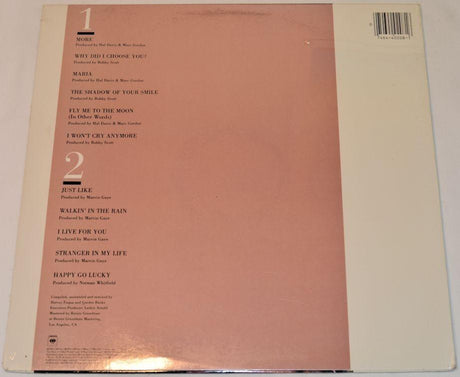 1
MORE
Produced by Hal Davis & Marc Gordon
WHY DID I CHOOSE YOU?
Produced by Bobby Scott
MARIA
Produced by Hal Davis & Marc Gordon
THE SHADOW OF YOUR SMILE
Produced by Bobby Scott
FLY ME TO THE MOON
(In Other Words)
Produced by Hal Davis & Marc Gordon
I WON'T CRY ANYMORE
Produced by Bobby Scott
2
JUST LIKE
Produced by Marvin Gaye
WALKIN' IN THE RAIN
Produced by Marvin Gaye
I LIVE FOR YOU
Produced by Marvin Gaye
STRANGER IN MY LIFE
Produced by Marvin Gaye
HAPPY GO LUCKY
Produced by Norman Whitfield
Los Angeles, CA